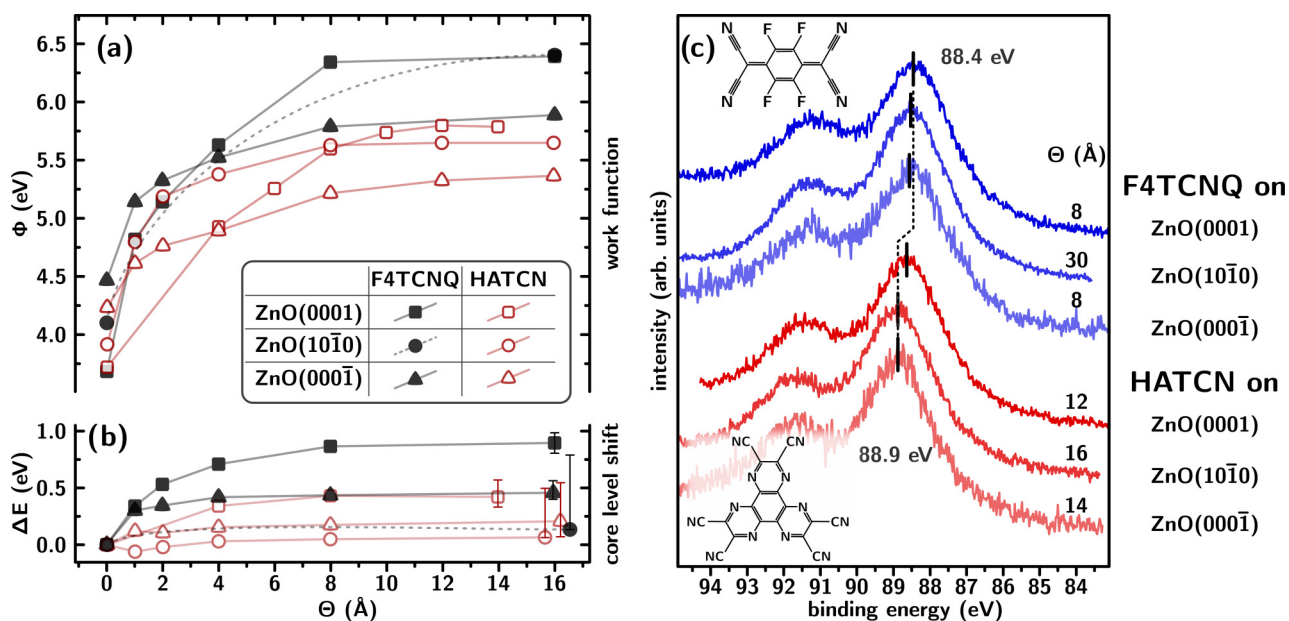 (a)
6.5
6.0
5.5
5.0
4.5
4.0
Φ (eV)
work function
F4TCNQ HATCN
ZnO(0001)
ZnO(101̄0)
ZnO(0001̄)
(b)
1.0
0.5
0.0
ΔE (eV)
core level shift
0 2 4 6 8 10 12 14 16
Θ (Å)
(c)
N N
F F
F F
N N
88.4 eV
Θ (Å)
8
30
8
12
16
14
88.9 eV
NC CN
N N
N N
NC CN
N N
NC CN
intensity (arb. units)
94 93 92 91 90 89 88 87 86 85 84
binding energy (eV)
F4TCNQ on
ZnO(0001)
ZnO(101̄0)
ZnO(0001̄)
HATCN on
ZnO(0001)
ZnO(101̄0)
ZnO(0001̄)